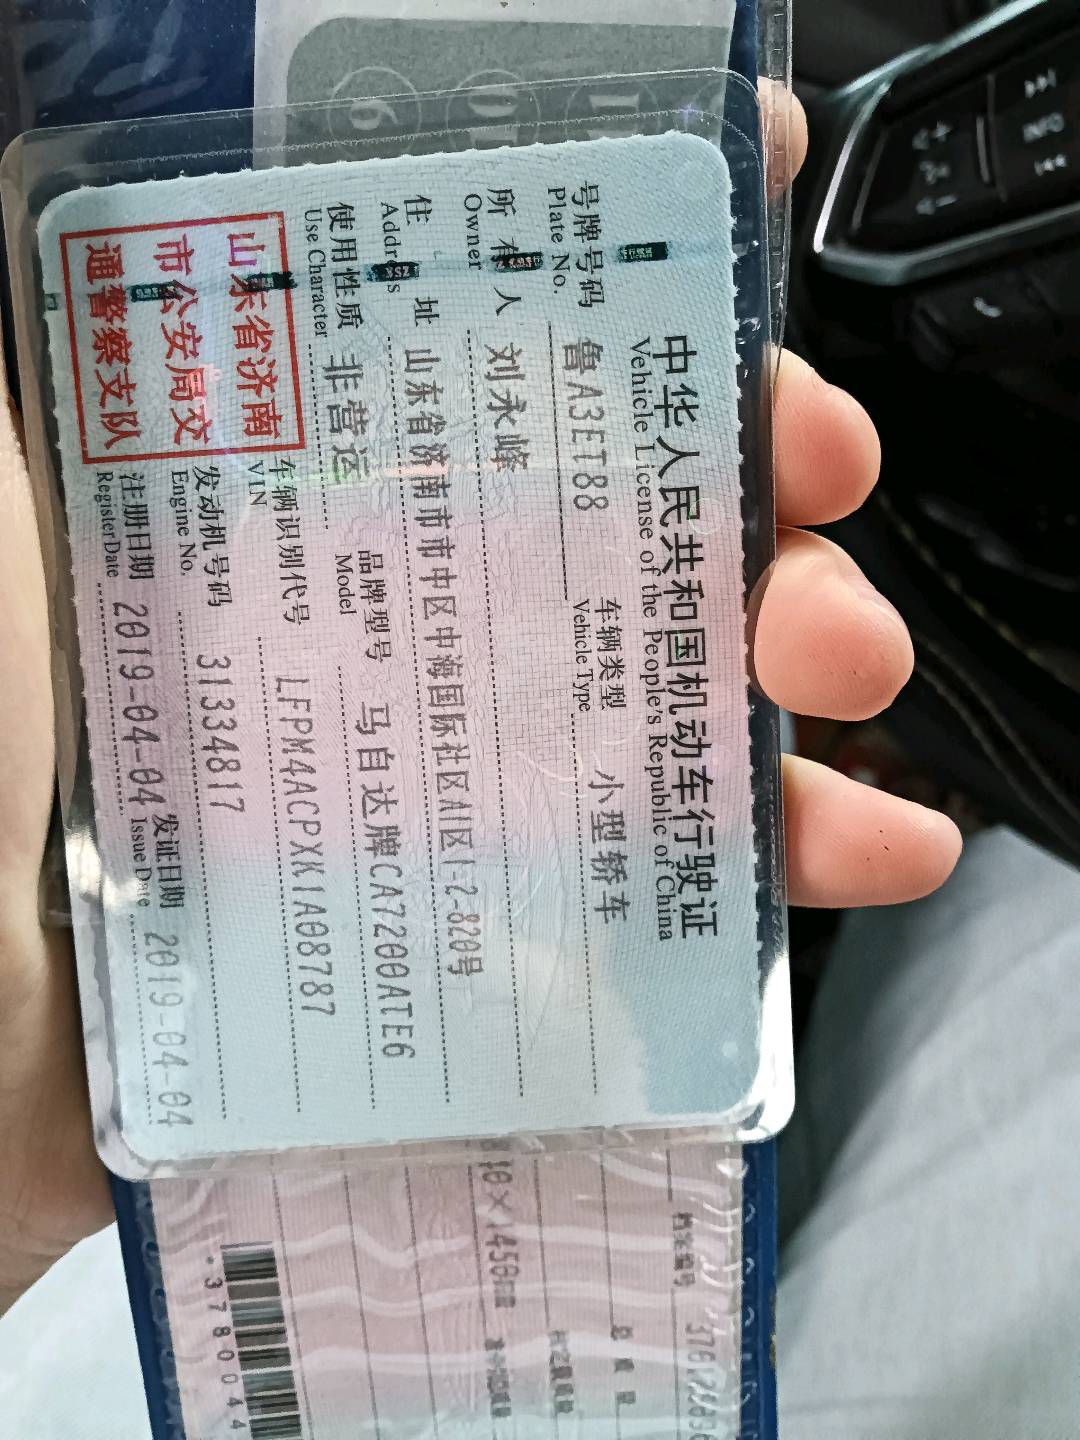 中华人民共和国机动车行驶证
Vehicle License of the People's Republic of China
号牌号码 鲁A3ET88 车辆类型 小型轿车
Plate No. Vehicle Type
所有人 刘永峰
Owner
住址 山东省济南市市中区中海国际社区A1区1-2-820号
Address
使用性质 非营运 品牌型号 马自达牌CA7200ATE6
Use Character Model
山东省济南
市公安局交
通警察支队
车辆识别代号 LFPM4ACPXK1A08787
VIN
发动机号码 31334817
Engine No.
注册日期 2019-04-04 发证日期 2019-04-04
Register Date Issue Date
档案编号
×1450
*3780044
INFO